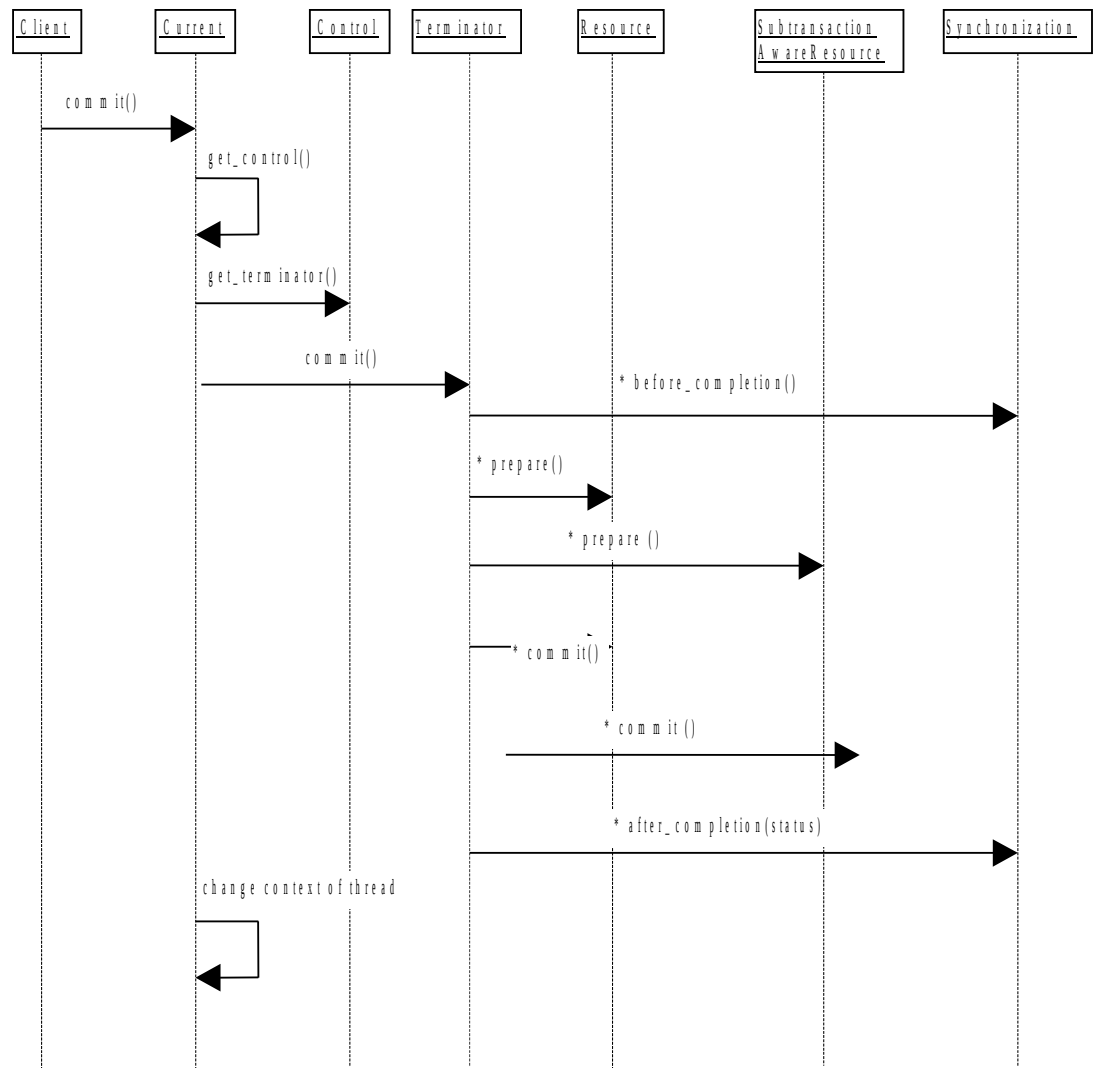 Client
Current
Control
Terminator
Resource
Subtransaction
AwareResource
Synchronization
commit()
get_control()
get_terminator()
commit()
* before_completion()
* prepare()
* prepare ()
* commit()
* commit ()
* after_completion(status)
change context of thread